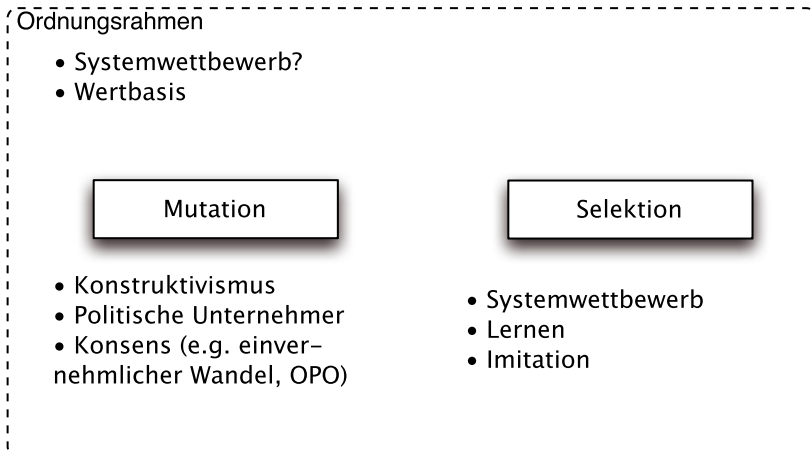 Ordnungsrahmen
• Systemwettbewerb?
• Wertbasis
Mutation
Selektion
• Konstruktivismus
• Politische Unternehmer
• Konsens (e.g. einver-
nehmlicher Wandel, OPO)
• Systemwettbewerb
• Lernen
• Imitation